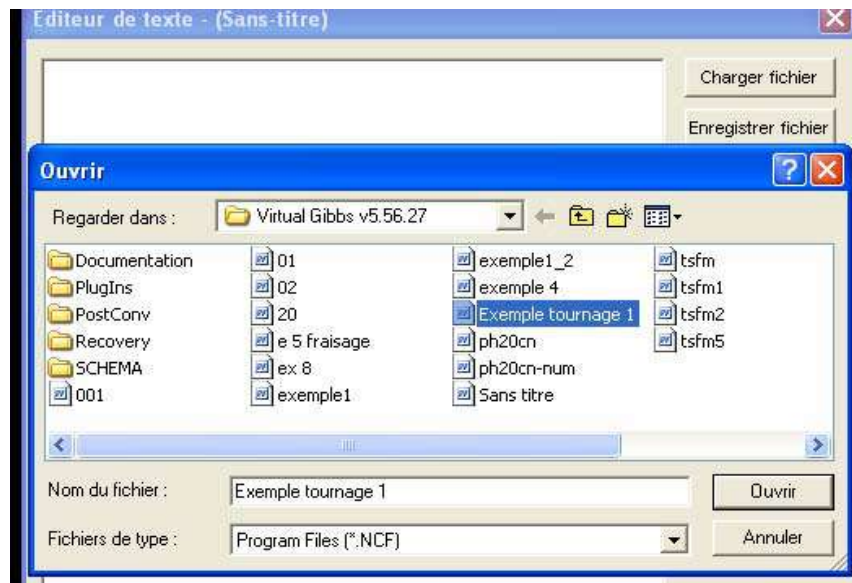 Editeur de texte - (Sans-titre)
Charger fichier
Enregistrer fichier
Ouvrir
Regarder dans : Virtual Gibbs v5.56.27
Documentation 01 exemple1_2 tsfm
PlugIns 02 exemple 4 tsfm1
PostConv 20 Exemple tournage 1 tsfm2
Recovery e 5 fraisage ph20cn tsfm5
SCHEMA ex 8 ph20cn-num
001 exemple1 Sans titre
Nom du fichier : Exemple tournage 1 Ouvrir
Fichiers de type : Program Files (*.NCF) Annuler